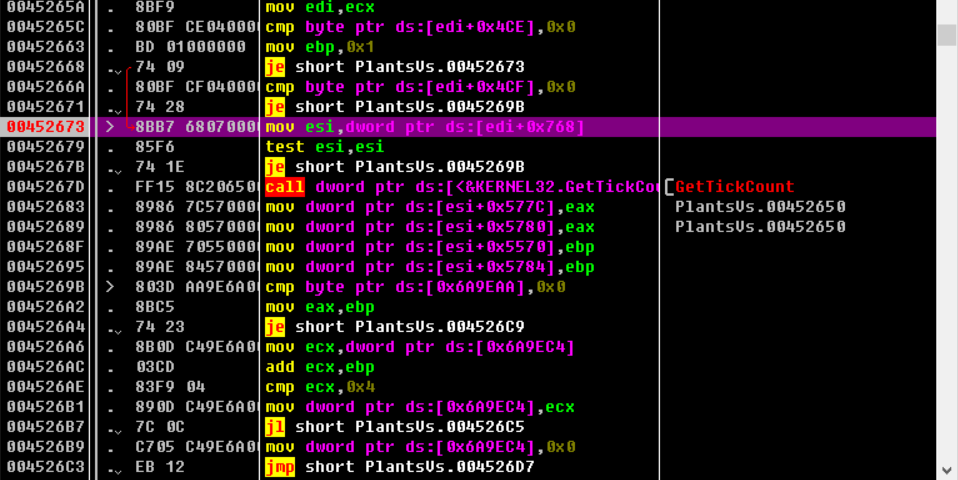 0045265A . 8BF9 mov edi,ecx
0045265C . 80BF CE04000 cmp byte ptr ds:[edi+0x4CE],0x0
00452663 . BD 01000000 mov ebp,0x1
00452668 . 74 09 je short PlantsVs.00452673
0045266A . 80BF CF04000 cmp byte ptr ds:[edi+0x4CF],0x0
00452671 . 74 28 je short PlantsVs.0045269B
00452673 > 8BB7 6807000 mov esi,dword ptr ds:[edi+0x768]
00452679 . 85F6 test esi,esi
0045267B . 74 1E je short PlantsVs.0045269B
0045267D . FF15 8C20650 call dword ptr ds:[<&KERNEL32.GetTickCou [GetTickCount
00452683 . 8986 7C57000 mov dword ptr ds:[esi+0x577C],eax PlantsVs.00452650
00452689 . 8986 8057000 mov dword ptr ds:[esi+0x5780],eax PlantsVs.00452650
0045268F . 89AE 7055000 mov dword ptr ds:[esi+0x5570],ebp
00452695 . 89AE 8457000 mov dword ptr ds:[esi+0x5784],ebp
0045269B > 803D AA9E6A0 cmp byte ptr ds:[0x6A9EAA],0x0
004526A2 . 8BC5 mov eax,ebp
004526A4 . 74 23 je short PlantsVs.004526C9
004526A6 . 8B0D C49E6A0 mov ecx,dword ptr ds:[0x6A9EC4]
004526AC . 03CD add ecx,ebp
004526AE . 83F9 04 cmp ecx,0x4
004526B1 . 890D C49E6A0 mov dword ptr ds:[0x6A9EC4],ecx
004526B7 . 7C 0C jl short PlantsVs.004526C5
004526B9 . C705 C49E6A0 mov dword ptr ds:[0x6A9EC4],0x0
004526C3 . EB 12 jmp short PlantsVs.004526D7